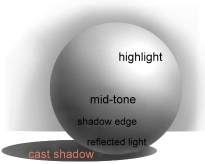 highlight
mid-tone
shadow edge
reflected light
cast shadow